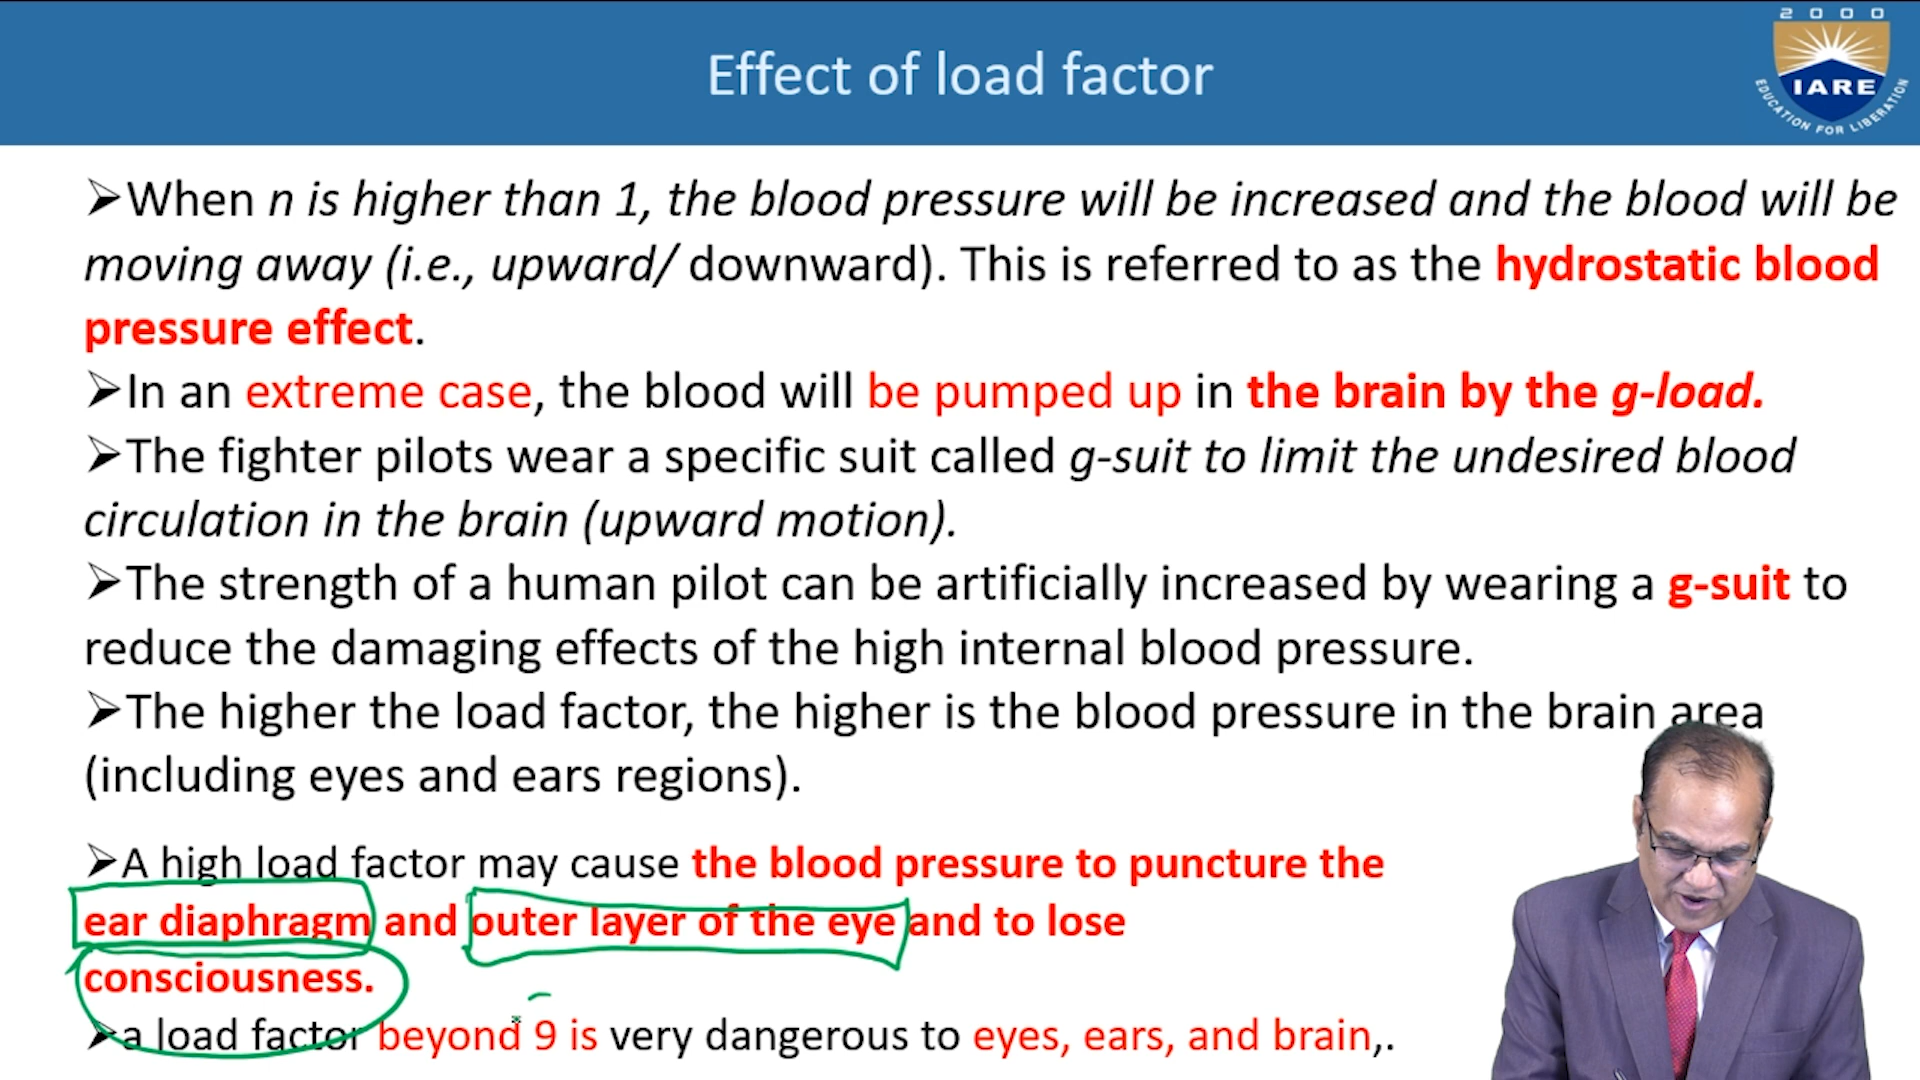 Effect of load factor
2000
IARE
EDUCATION FOR LIBERATION
➢When n is higher than 1, the blood pressure will be increased and the blood will be
moving away (i.e., upward/ downward). This is referred to as the hydrostatic blood
pressure effect.
➢In an extreme case, the blood will be pumped up in the brain by the g-load.
➢The fighter pilots wear a specific suit called g-suit to limit the undesired blood
circulation in the brain (upward motion).
➢The strength of a human pilot can be artificially increased by wearing a g-suit to
reduce the damaging effects of the high internal blood pressure.
➢The higher the load factor, the higher is the blood pressure in the brain area
(including eyes and ears regions).
➢A high load factor may cause the blood pressure to puncture the
ear diaphragm and outer layer of the eye and to lose
consciousness.
➢a load factor beyond 9 is very dangerous to eyes, ears, and brain,.